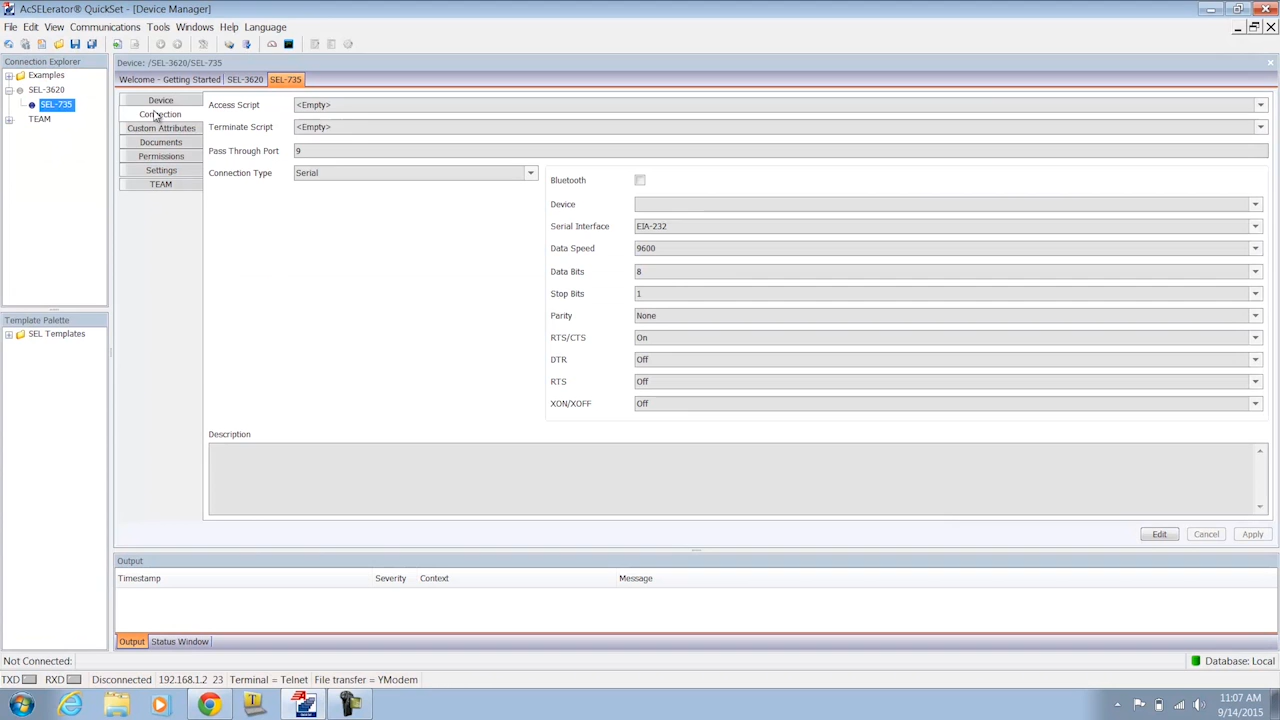 AcSELerator® QuickSet - [Device Manager]
File Edit View Communications Tools Windows Help Language
Connection Explorer
Examples
SEL-3620
SEL-735
TEAM
Template Palette
SEL Templates
Device: /SEL-3620/SEL-735
Welcome - Getting Started SEL-3620 SEL-735
Device
Connection
Custom Attributes
Documents
Permissions
Settings
TEAM
Access Script <Empty>
Terminate Script <Empty>
Pass Through Port 9
Connection Type Serial
Bluetooth
Device
Serial Interface EIA-232
Data Speed 9600
Data Bits 8
Stop Bits 1
Parity None
RTS/CTS On
DTR Off
RTS Off
XON/XOFF Off
Description
Edit Cancel Apply
Output
Timestamp Severity Context Message
Output Status Window
Not Connected: Database: Local
TXD RXD Disconnected 192.168.1.2 23 Terminal = Telnet File transfer = YModem
11:07 AM
9/14/2015